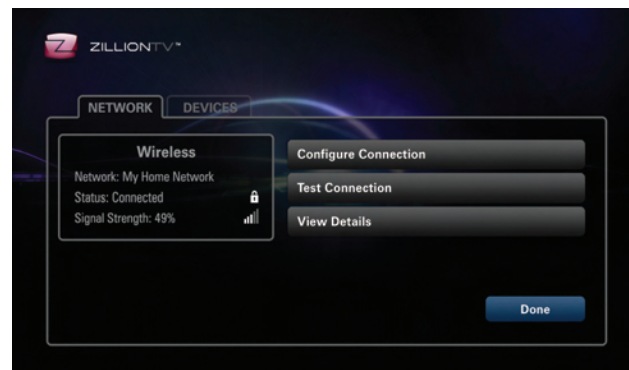 Z ZILLIONTV™
NETWORK DEVICES
Wireless
Network: My Home Network
Status: Connected
Signal Strength: 49%
Configure Connection
Test Connection
View Details
Done